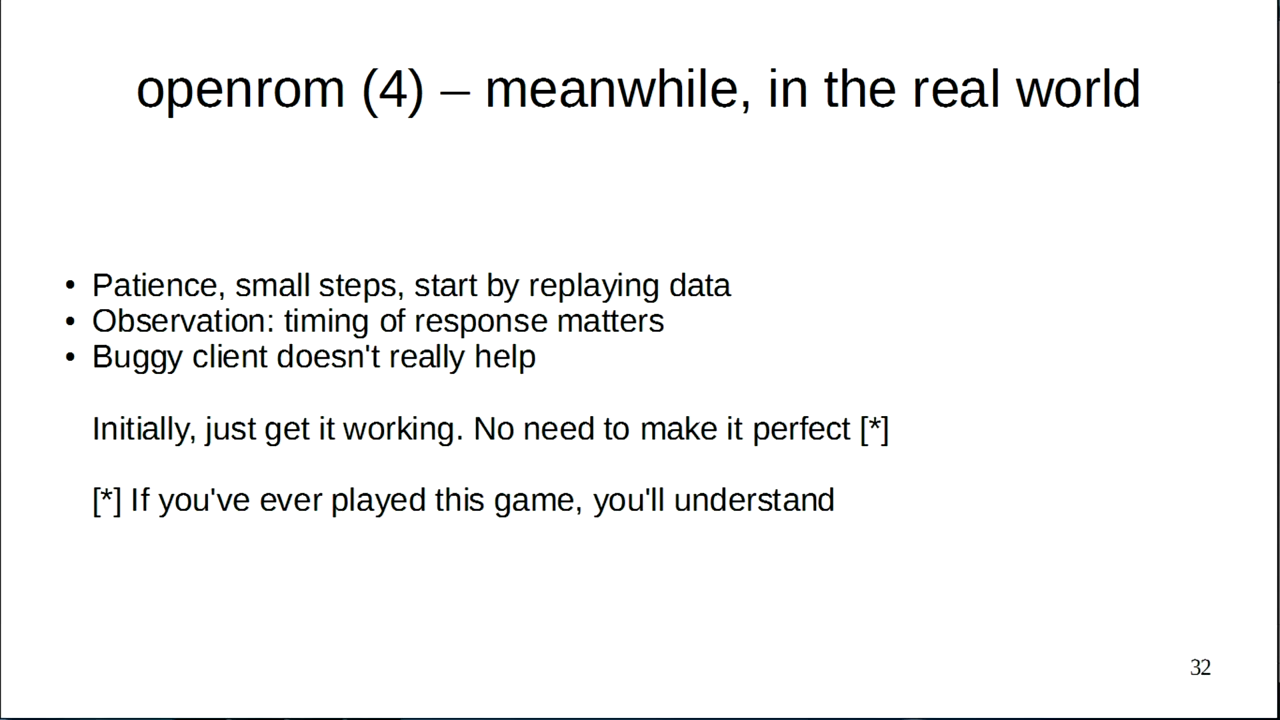 openrom (4) – meanwhile, in the real world
• Patience, small steps, start by replaying data
• Observation: timing of response matters
• Buggy client doesn't really help
Initially, just get it working. No need to make it perfect [*]
[*] If you've ever played this game, you'll understand
32